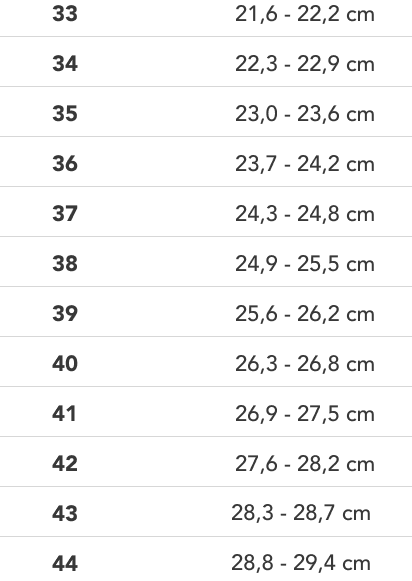 33 21,6 - 22,2 cm
34 22,3 - 22,9 cm
35 23,0 - 23,6 cm
36 23,7 - 24,2 cm
37 24,3 - 24,8 cm
38 24,9 - 25,5 cm
39 25,6 - 26,2 cm
40 26,3 - 26,8 cm
41 26,9 - 27,5 cm
42 27,6 - 28,2 cm
43 28,3 - 28,7 cm
44 28,8 - 29,4 cm